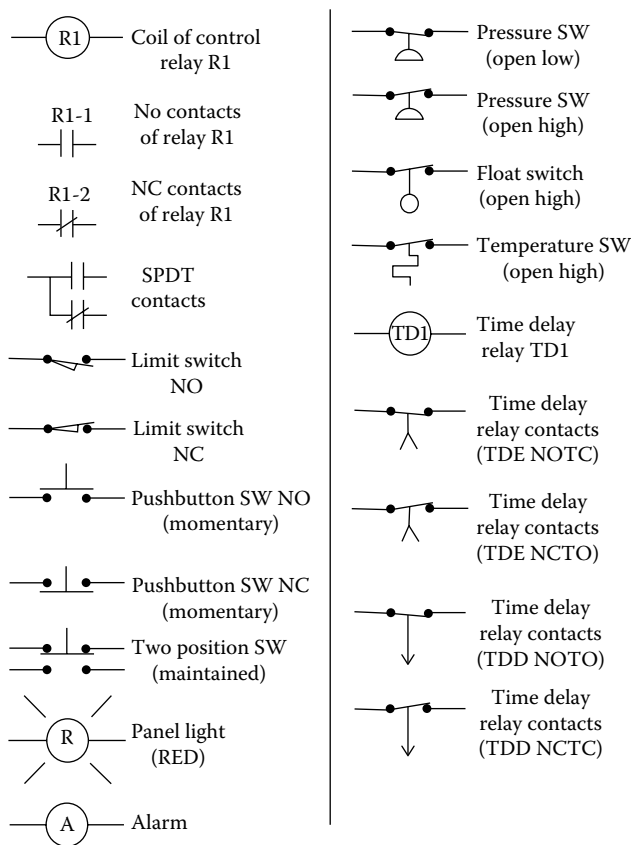 R1
Coil of control
relay R1
R1-1
No contacts
of relay R1
R1-2
NC contacts
of relay R1
SPDT
contacts
Limit switch
NO
Limit switch
NC
Pushbutton SW NO
(momentary)
Pushbutton SW NC
(momentary)
Two position SW
(maintained)
R
Panel light
(RED)
A
Alarm
Pressure SW
(open low)
Pressure SW
(open high)
Float switch
(open high)
Temperature SW
(open high)
TD1
Time delay
relay TD1
Time delay
relay contacts
(TDE NOTC)
Time delay
relay contacts
(TDE NCTO)
Time delay
relay contacts
(TDD NOTO)
Time delay
relay contacts
(TDD NCTC)